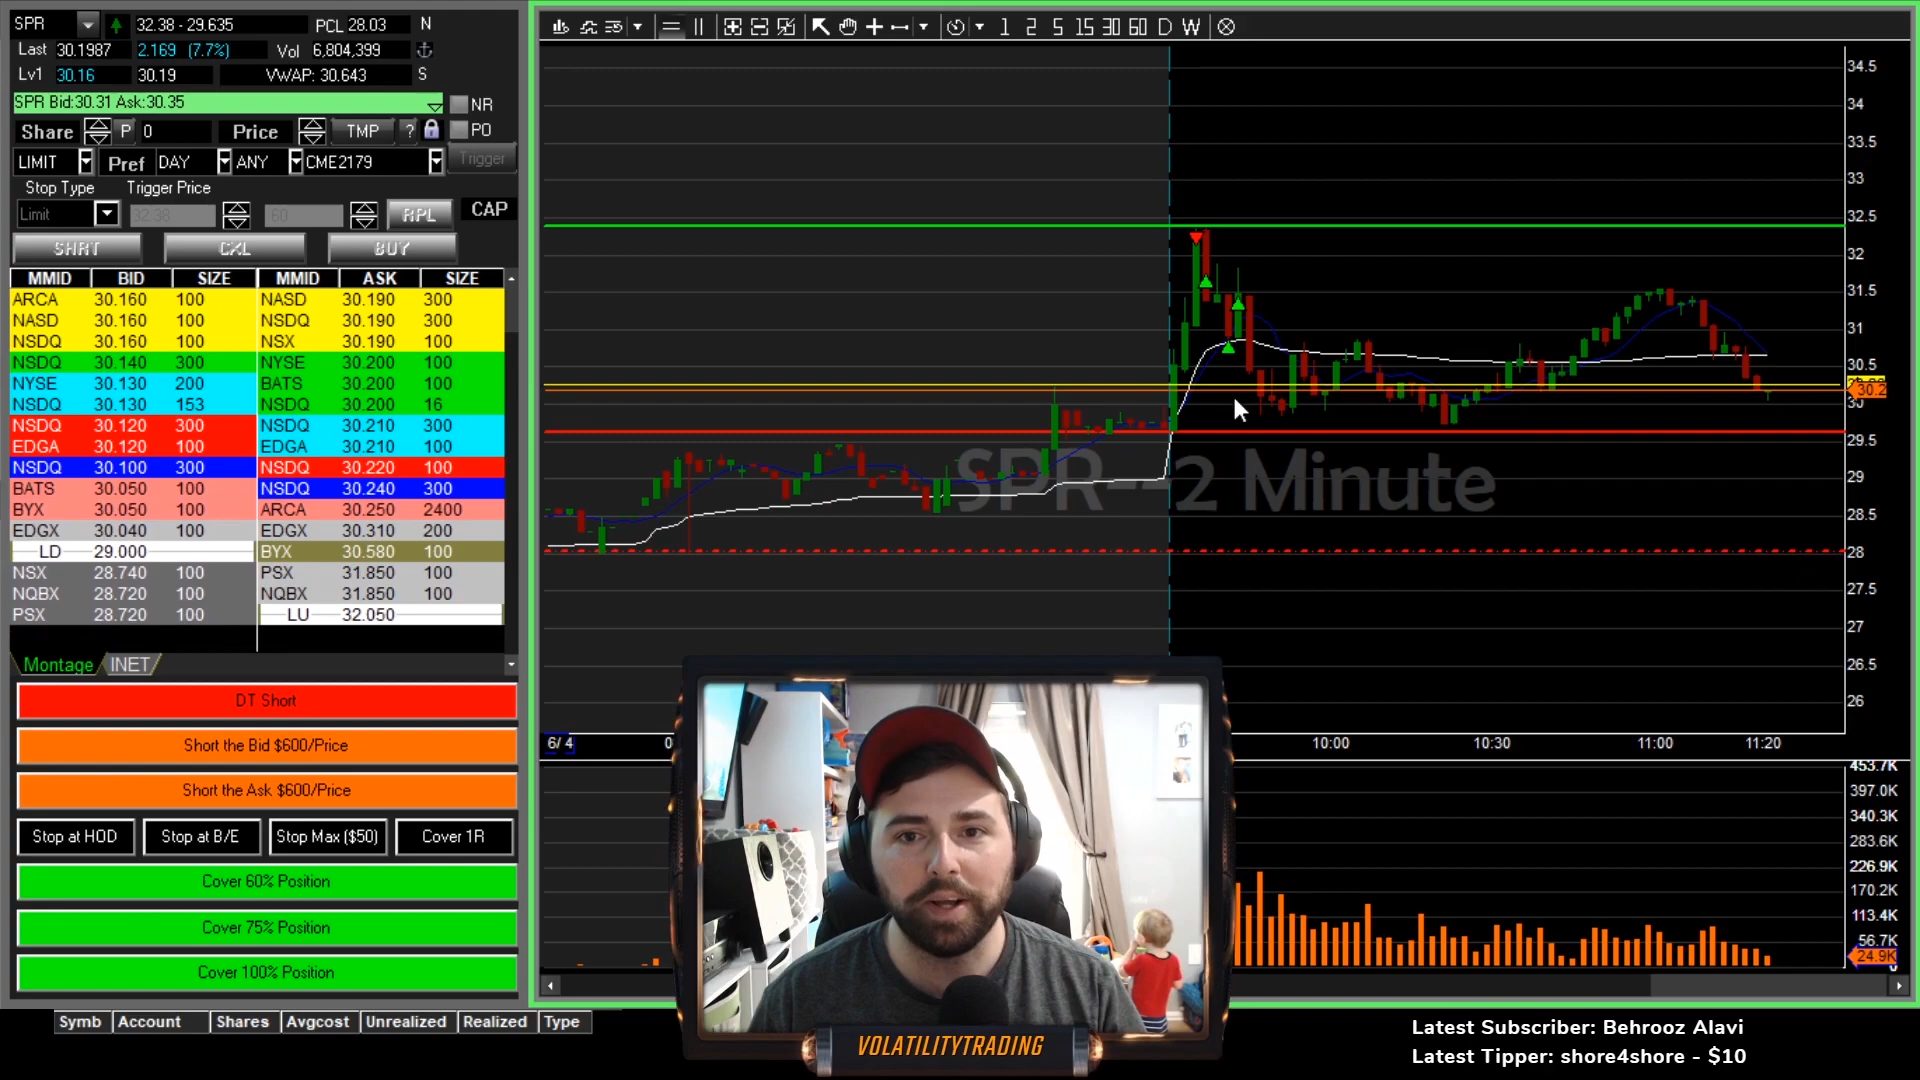 SPR 32.38 - 29.635 PCL 28.03 N
Last 30.1987 2.169 (7.7%) Vol 6,804,399
Lv1 30.16 30.19 VWAP: 30.643 S
SPR Bid:30.31 Ask:30.35 NR
Share P 0 Price TMP ? PO
LIMIT Pref DAY ANY CME2179 Trigger
Stop Type Trigger Price
Limit 32.38 60 RPL CAP
SHRT CXL BUY
MMID BID SIZE MMID ASK SIZE
ARCA 30.160 100 NASD 30.190 300
NASD 30.160 100 NSDQ 30.190 300
NSDQ 30.160 100 NSX 30.190 100
NSDQ 30.140 300 NYSE 30.200 100
NYSE 30.130 200 BATS 30.200 100
NSDQ 30.130 153 NSDQ 30.200 16
NSDQ 30.120 300 NSDQ 30.210 300
EDGA 30.120 100 EDGA 30.210 100
NSDQ 30.100 300 NSDQ 30.220 100
BATS 30.050 100 NSDQ 30.240 300
BYX 30.050 100 ARCA 30.250 2400
EDGX 30.040 100 EDGX 30.310 200
LD 29.000 BYX 30.580 100
NSX 28.740 100 PSX 31.850 100
NQBX 28.720 100 NQBX 31.850 100
PSX 28.720 100 LU 32.050
Montage INET
DT Short
Short the Bid $600/Price
Short the Ask $600/Price
Stop at HOD Stop at B/E Stop Max ($50) Cover 1R
Cover 60% Position
Cover 75% Position
Cover 100% Position
Symb Account Shares Avgcost Unrealized Realized Type
1 2 5 15 30 60 D W
34.5
34
33.5
33
32.5
32
31.5
31
30.5
30.2
30
29.5
29
28.5
28
27.5
27
26.5
26
SPR--2 Minute
6/4 10:00 10:30 11:00 11:20
453.7K
397.0K
340.3K
283.6K
226.9K
170.2K
113.4K
56.7K
24.9K
0
VOLATILITYTRADING
Latest Subscriber: Behrooz Alavi
Latest Tipper: shore4shore - $10